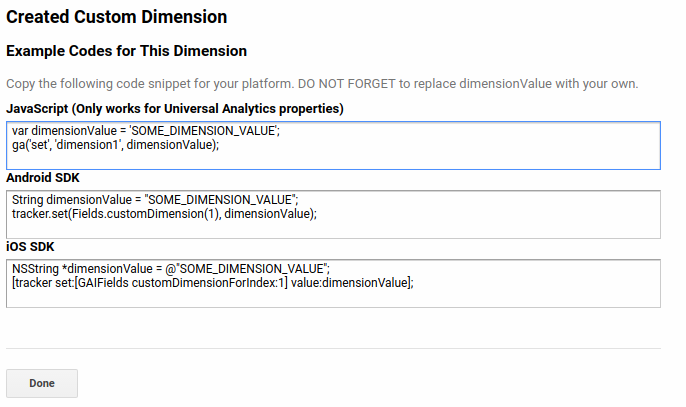 Created Custom Dimension
Example Codes for This Dimension
Copy the following code snippet for your platform. DO NOT FORGET to replace dimensionValue with your own.
JavaScript (Only works for Universal Analytics properties)
var dimensionValue = 'SOME_DIMENSION_VALUE';
ga('set', 'dimension1', dimensionValue);
Android SDK
String dimensionValue = "SOME_DIMENSION_VALUE";
tracker.set(Fields.customDimension(1), dimensionValue);
iOS SDK
NSString *dimensionValue = @"SOME_DIMENSION_VALUE";
[tracker set:[GAIFields customDimensionForIndex:1] value:dimensionValue];
Done